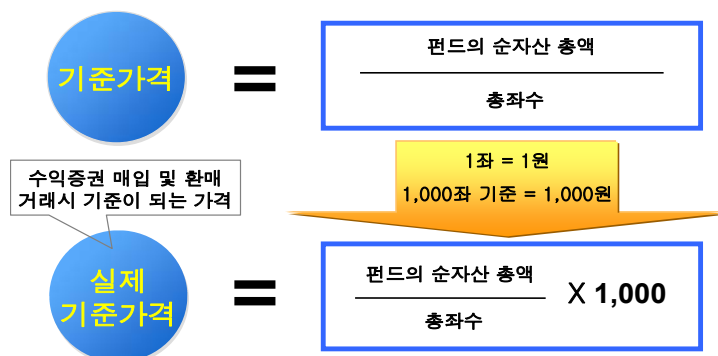 기준가격
=
펀드의 순자산 총액
총좌수
1좌 = 1원
1,000좌 기준 = 1,000원
수익증권 매입 및 환매
거래시 기준이 되는 가격
실제
기준가격
=
펀드의 순자산 총액
총좌수
X 1,000